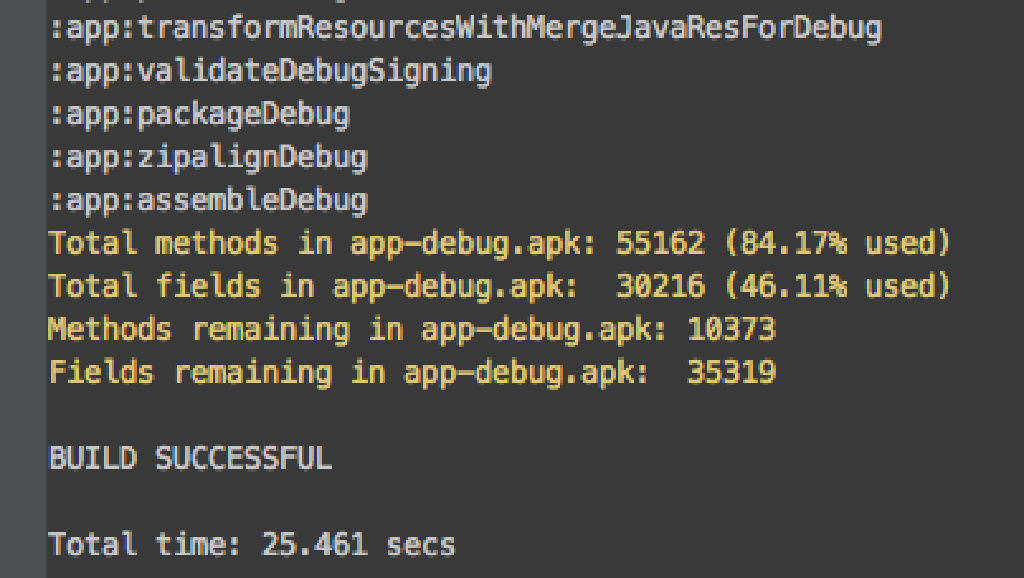 :app:transformResourcesWithMergeJavaResForDebug
:app:validateDebugSigning
:app:packageDebug
:app:zipalignDebug
:app:assembleDebug
Total methods in app-debug.apk: 55162 (84.17% used)
Total fields in app-debug.apk:  30216 (46.11% used)
Methods remaining in app-debug.apk: 10373
Fields remaining in app-debug.apk:  35319
BUILD SUCCESSFUL
Total time: 25.461 secs